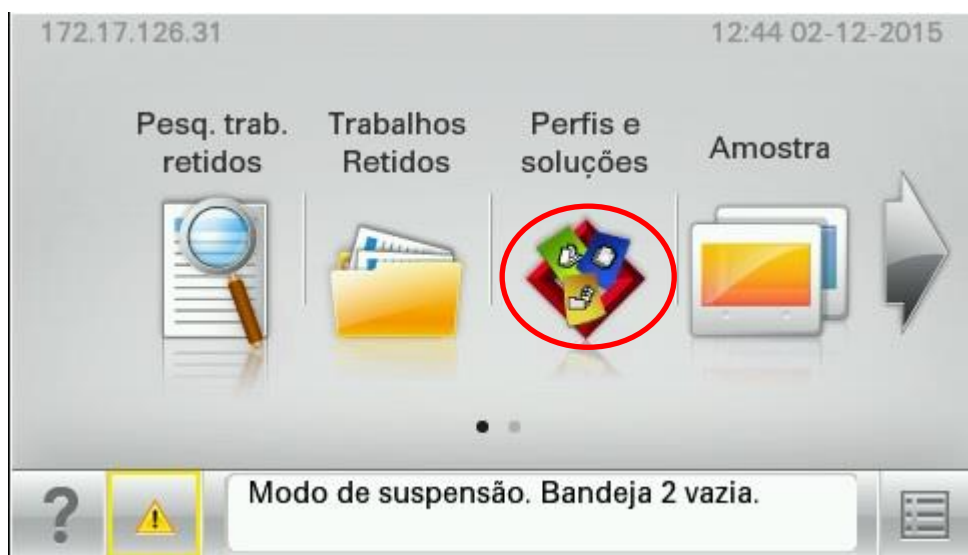 172.17.126.31
12:44 02-12-2015
Pesq. trab.
retidos
Trabalhos
Retidos
Perfis e
soluções
Amostra
?
Modo de suspensão. Bandeja 2 vazia.